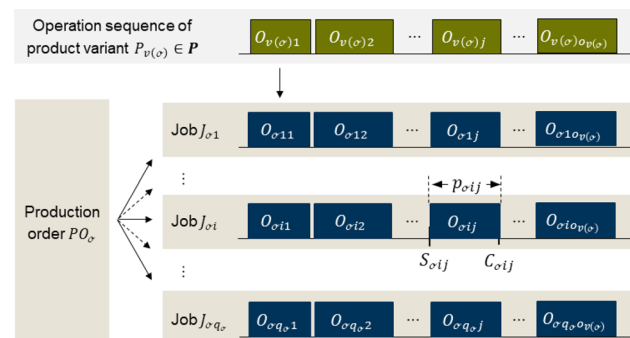 Operation sequence of
product variant P_{v(σ)} ∈ P
O_{v(σ)1} O_{v(σ)2} ... O_{v(σ)j} ... O_{v(σ)o_{v(σ)}}
Job J_{σ1} O_{σ11} O_{σ12} ... O_{σ1j} ... O_{σ1o_{v(σ)}}
⋮
p_{σij}
Production
order PO_σ
Job J_{σi} O_{σi1} O_{σi2} ... O_{σij} ... O_{σio_{v(σ)}}
S_{σij} C_{σij}
⋮
Job J_{σq_σ} O_{σq_σ1} O_{σq_σ2} ... O_{σq_σj} ... O_{σq_σo_{v(σ)}}